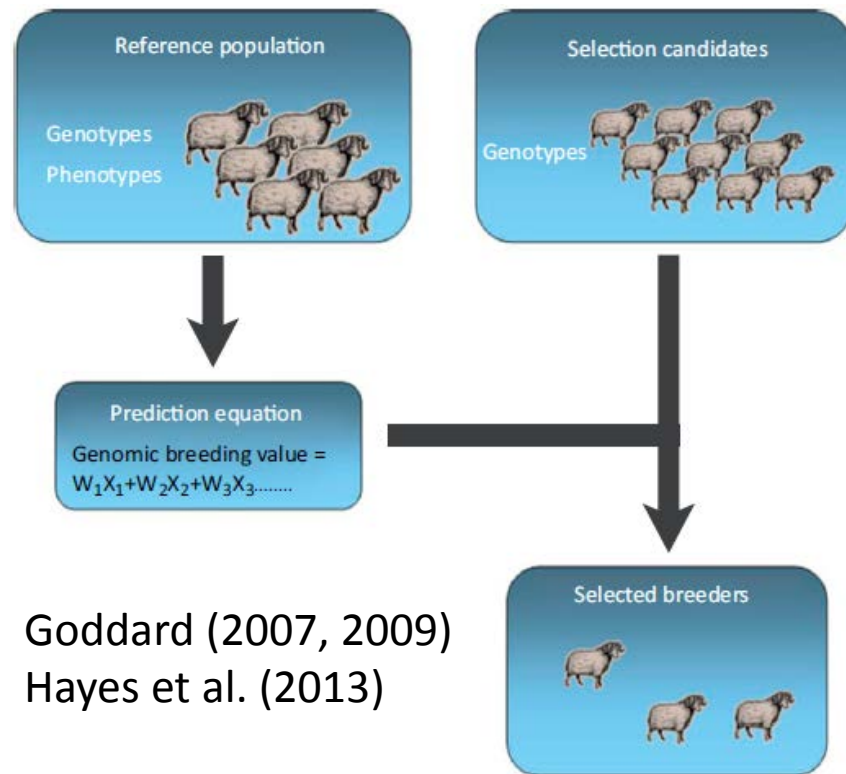 Reference population
Genotypes
Phenotypes
Selection candidates
Genotypes
Prediction equation
Genomic breeding value =
W₁X₁+W₂X₂+W₃X₃........
Selected breeders
Goddard (2007, 2009)
Hayes et al. (2013)